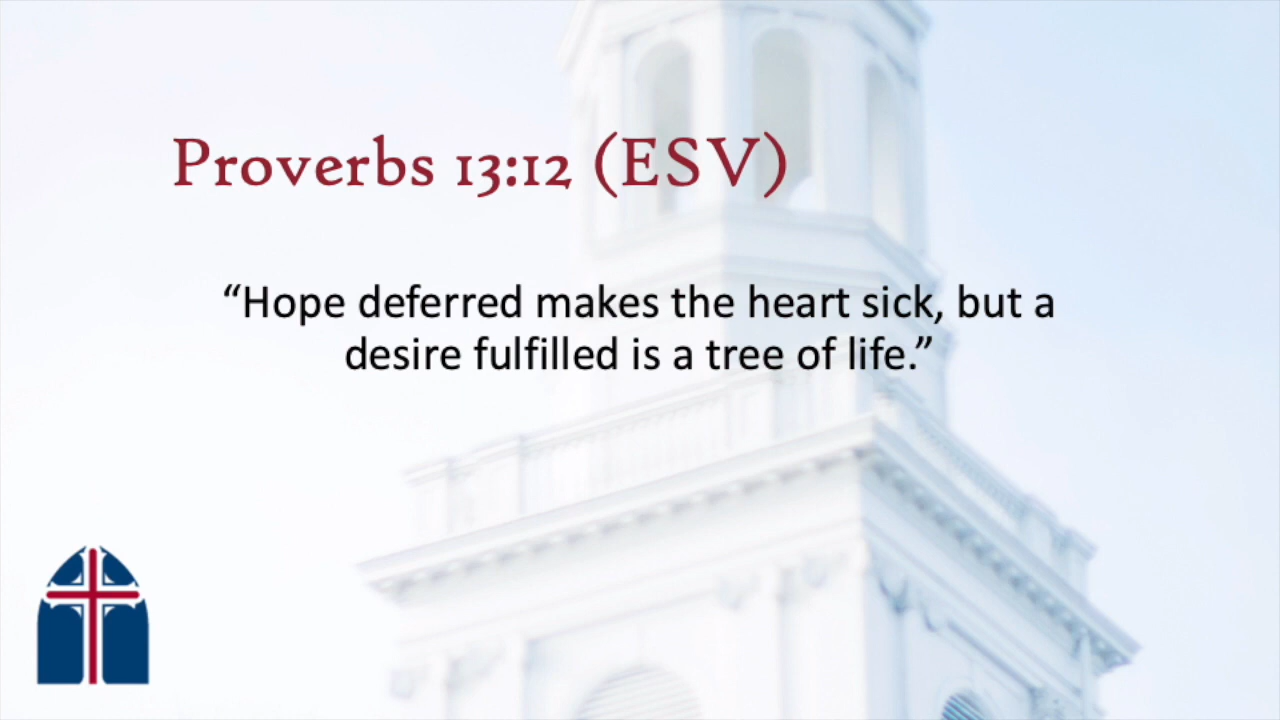 Proverbs 13:12 (ESV)
“Hope deferred makes the heart sick, but a
desire fulfilled is a tree of life.”